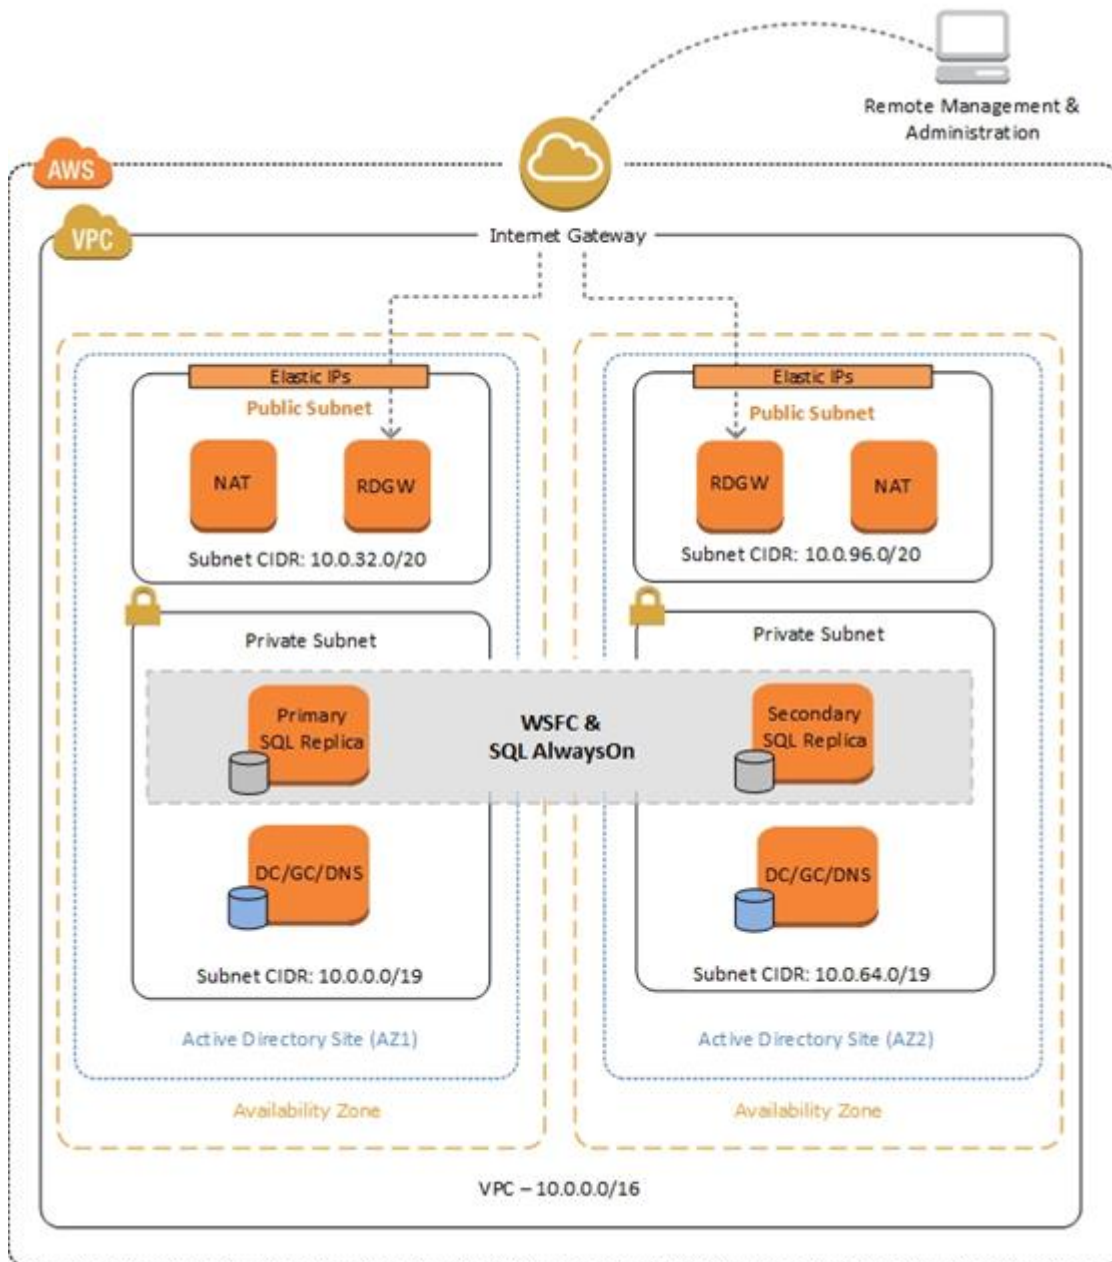 Remote Management &
Administration
AWS
VPC
Internet Gateway
Elastic IPs
Public Subnet
NAT
RDGW
Subnet CIDR: 10.0.32.0/20
Elastic IPs
Public Subnet
RDGW
NAT
Subnet CIDR: 10.0.96.0/20
Private Subnet
Private Subnet
Primary
SQL Replica
WSFC &
SQL AlwaysOn
Secondary
SQL Replica
DC/GC/DNS
DC/GC/DNS
Subnet CIDR: 10.0.0.0/19
Subnet CIDR: 10.0.64.0/19
Active Directory Site (AZ1)
Active Directory Site (AZ2)
Availability Zone
Availability Zone
VPC – 10.0.0.0/16